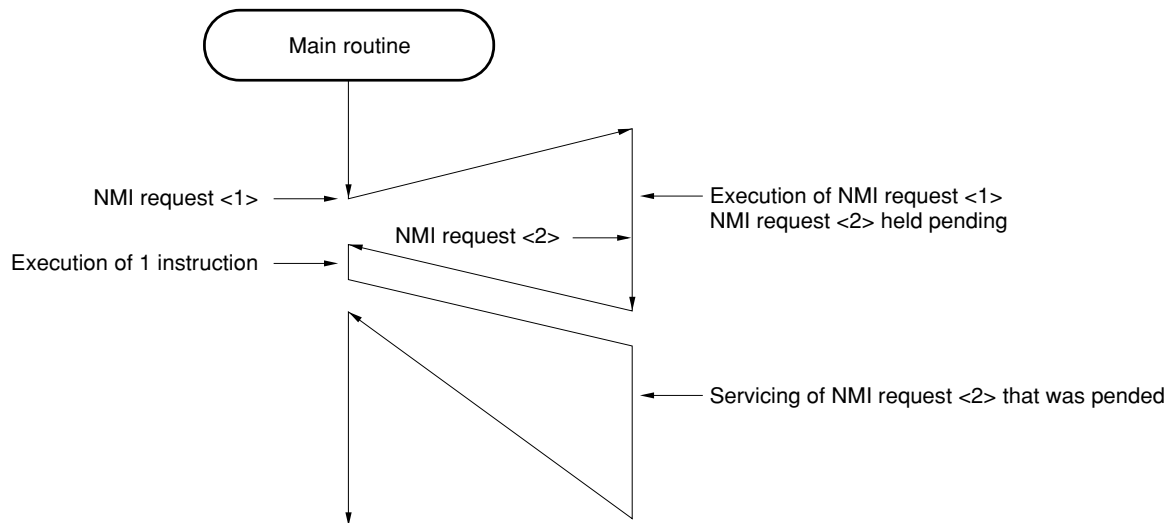 Main routine
NMI request <1>
Execution of NMI request <1>
NMI request <2> held pending
NMI request <2>
Execution of 1 instruction
Servicing of NMI request <2> that was pended